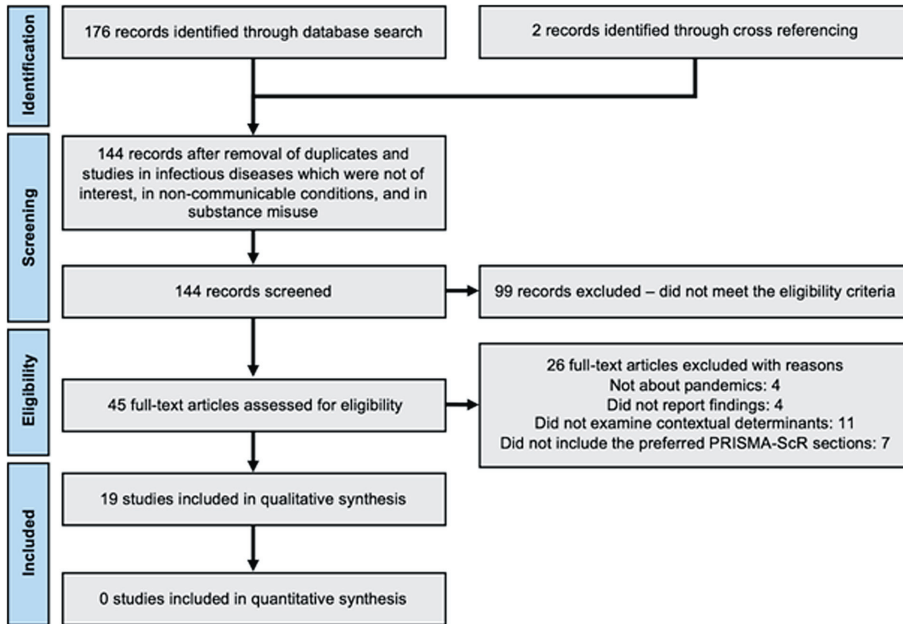 Identification
176 records identified through database search
2 records identified through cross referencing
Screening
144 records after removal of duplicates and
studies in infectious diseases which were not of
interest, in non-communicable conditions, and in
substance misuse
144 records screened
99 records excluded – did not meet the eligibility criteria
Eligibility
45 full-text articles assessed for eligibility
26 full-text articles excluded with reasons
Not about pandemics: 4
Did not report findings: 4
Did not examine contextual determinants: 11
Did not include the preferred PRISMA-ScR sections: 7
Included
19 studies included in qualitative synthesis
0 studies included in quantitative synthesis